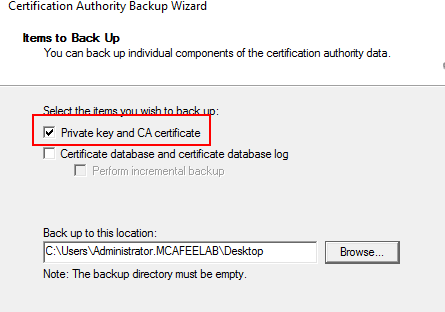 Certification Authority Backup Wizard
Items to Back Up
You can back up individual components of the certification authority data.
Select the items you wish to back up:
Private key and CA certificate
Certificate database and certificate database log
Perform incremental backup
Back up to this location:
C:\Users\Administrator.MCAFEELAB\Desktop
Browse...
Note: The backup directory must be empty.